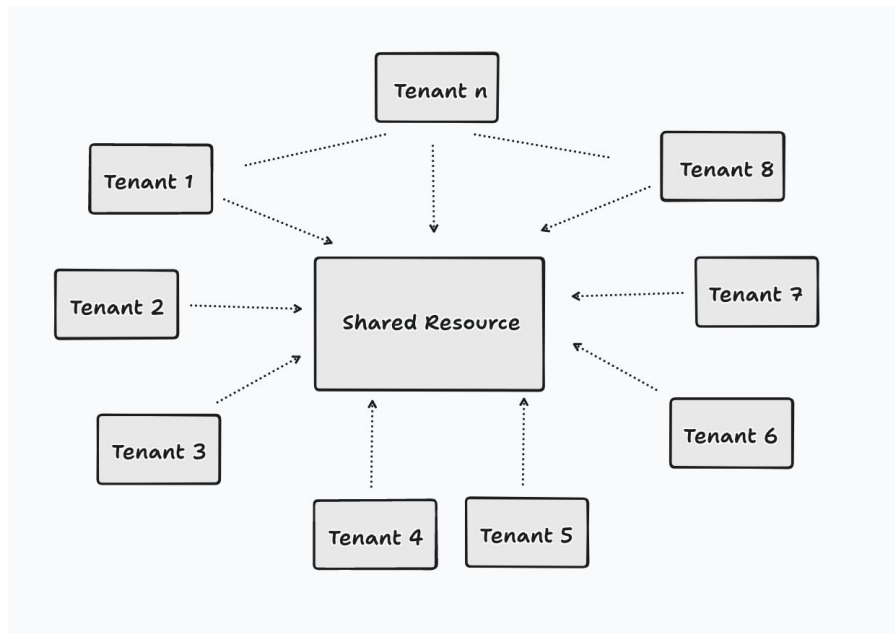 Tenant n
Tenant 1
Tenant 8
Tenant 2
Shared Resource
Tenant 7
Tenant 3
Tenant 6
Tenant 4
Tenant 5